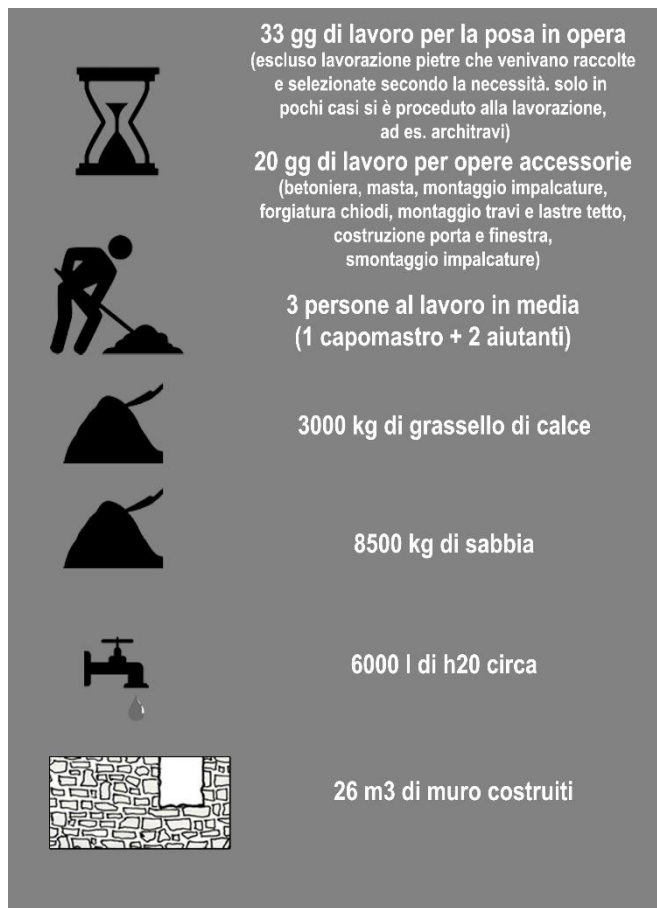 33 gg di lavoro per la posa in opera
(escluso lavorazione pietre che venivano raccolte
e selezionate secondo la necessità. solo in
pochi casi si è proceduto alla lavorazione,
ad es. architravi)
20 gg di lavoro per opere accessorie
(betoniera, masta, montaggio impalcature,
forgiatura chiodi, montaggio travi e lastre tetto,
costruzione porta e finestra,
smontaggio impalcature)
3 persone al lavoro in media
(1 capomastro + 2 aiutanti)
3000 kg di grassello di calce
8500 kg di sabbia
6000 l di h20 circa
26 m3 di muro costruiti